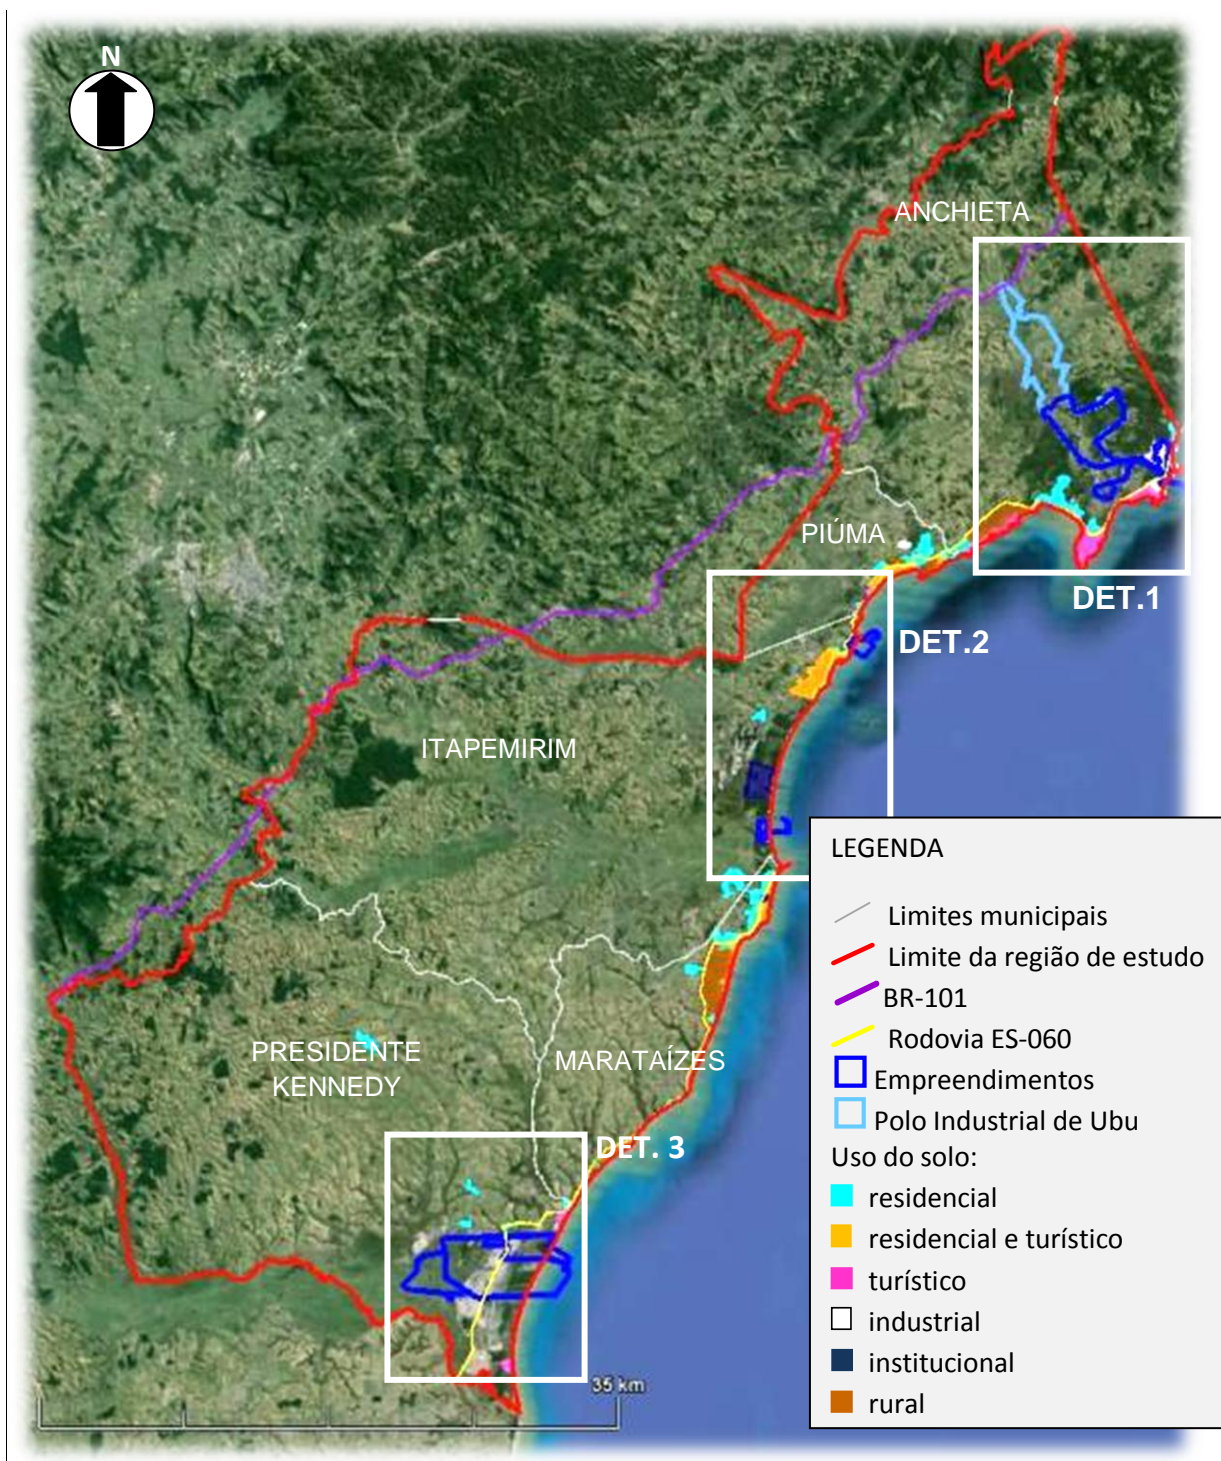 N
ANCHIETA
PIÚMA
DET.1
DET.2
ITAPEMIRIM
PRESIDENTE
KENNEDY
MARATAÍZES
DET. 3
35 km
LEGENDA
Limites municipais
Limite da região de estudo
BR-101
Rodovia ES-060
Empreendimentos
Polo Industrial de Ubu
Uso do solo:
residencial
residencial e turístico
turístico
industrial
institucional
rural